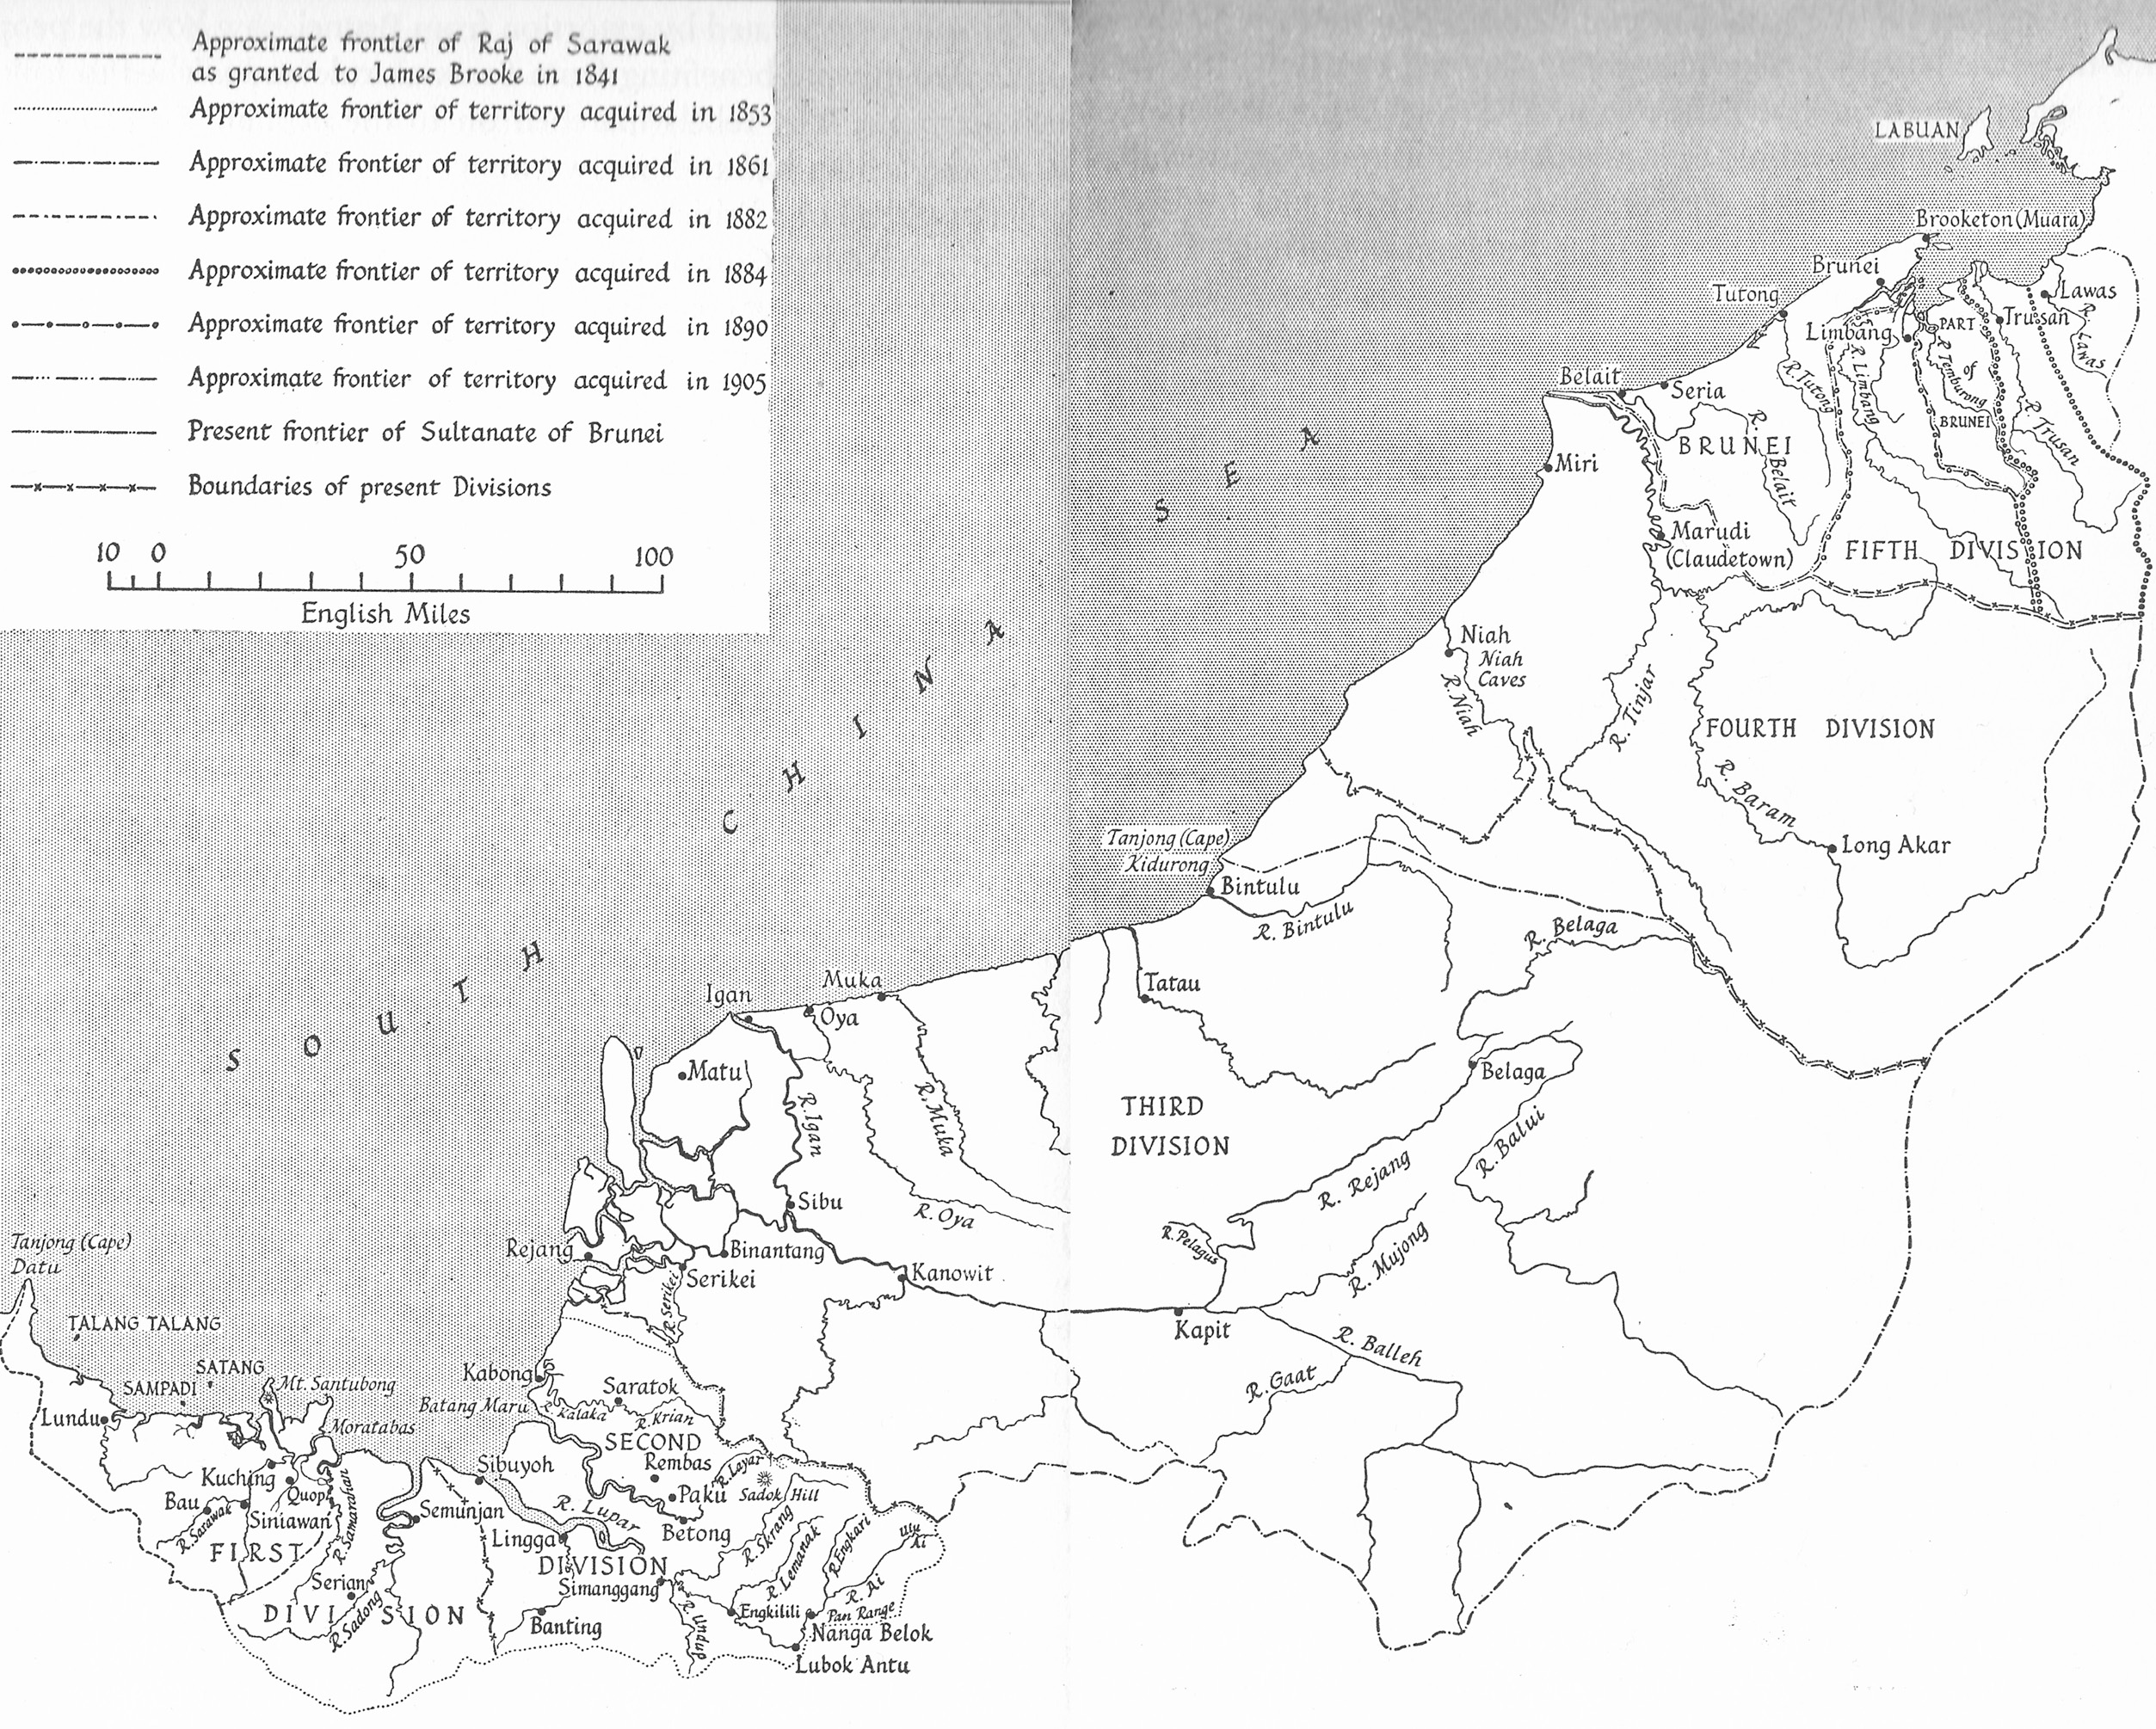 Approximate frontier of Raj of Sarawak
as granted to James Brooke in 1841
Approximate frontier of territory acquired in 1853
Approximate frontier of territory acquired in 1861
Approximate frontier of territory acquired in 1882
Approximate frontier of territory acquired in 1884
Approximate frontier of territory acquired in 1890
Approximate frontier of territory acquired in 1905
Present frontier of Sultanate of Brunei
Boundaries of present Divisions
10 0 50 100
English Miles
SOUTH CHINA SEA
LABUAN
Brooketon (Muara)
Brunei
Tutong
Limbang
Lawas
Trusan
R. Lawas
PART
of
BRUNEI
R. Temburong
R. Limbang
R. Tutong
R. Trusan
Belait
Seria
BRUNEI
R. Belait
Miri
Marudi
(Claudetown)
FIFTH DIVISION
Niah
Niah
Caves
R. Niah
R. Tinjar
FOURTH DIVISION
R. Baram
Long Akar
Tanjong (Cape)
Kidurong
Bintulu
R. Bintulu
R. Belaga
Tatau
Belaga
Muka
Igan
Oya
Matu
R. Igan
R. Muka
R. Oya
THIRD
DIVISION
R. Rejang
R. Balui
R. Pelagus
R. Mujong
Sibu
Binantang
Rejang
Serikei
R. Serikei
Kanowit
Kapit
R. Balleh
R. Gaat
Tanjong (Cape)
Datu
TALANG TALANG
SATANG
SAMPADI
Mt. Santubong
Moratabas
Lundu
Kuching
Quop
Bau
Siniawan
R. Sarawak
R. Samarahan
FIRST
DIVISION
Serian
R. Sadong
Semunjan
Kabong
Batang Maru
Kalaka
Saratok
R. Krian
SECOND
DIVISION
Rembas
R. Layar
Paku
Sadok Hill
Betong
Sibuyoh
R. Lupar
Lingga
Simanggang
Banting
R. Undup
R. Skrang
R. Lemanak
R. Engkari
Ulu
Ai
R. Ai
Pan Range
Engkilili
Nanga Belok
Lubok Antu